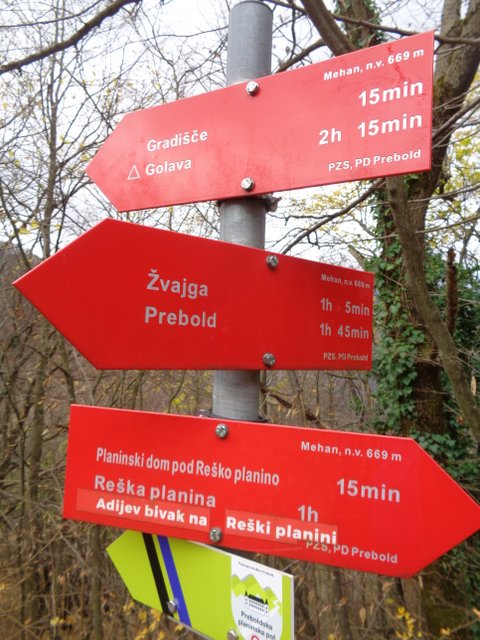 Mehan, n.v. 669 m
Gradišče 15min
Golava 2h 15min
PZS, PD Prebold
Mehan, n.v. 669 m
Žvajga 1h 5min
Prebold 1h 45min
PZS, PD Prebold
Mehan, n.v. 669 m
Planinski dom pod Reško planino 15min
Reška planina 1h
Adijev bivak na Reški planini
PZS, PD Prebold
Preboldska
planinska pot